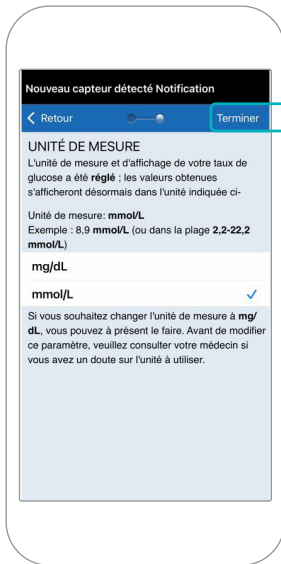 Nouveau capteur détecté Notification
Retour
Terminer
UNITÉ DE MESURE
L'unité de mesure et d'affichage de votre taux de
glucose a été réglé ; les valeurs obtenues
s'afficheront désormais dans l'unité indiquée ci-
Unité de mesure: mmol/L
Exemple : 8,9 mmol/L (ou dans la plage 2,2-22,2
mmol/L)
mg/dL
mmol/L
Si vous souhaitez changer l'unité de mesure à mg/
dL, vous pouvez à présent le faire. Avant de modifier
ce paramètre, veuillez consulter votre médecin si
vous avez un doute sur l'unité à utiliser.